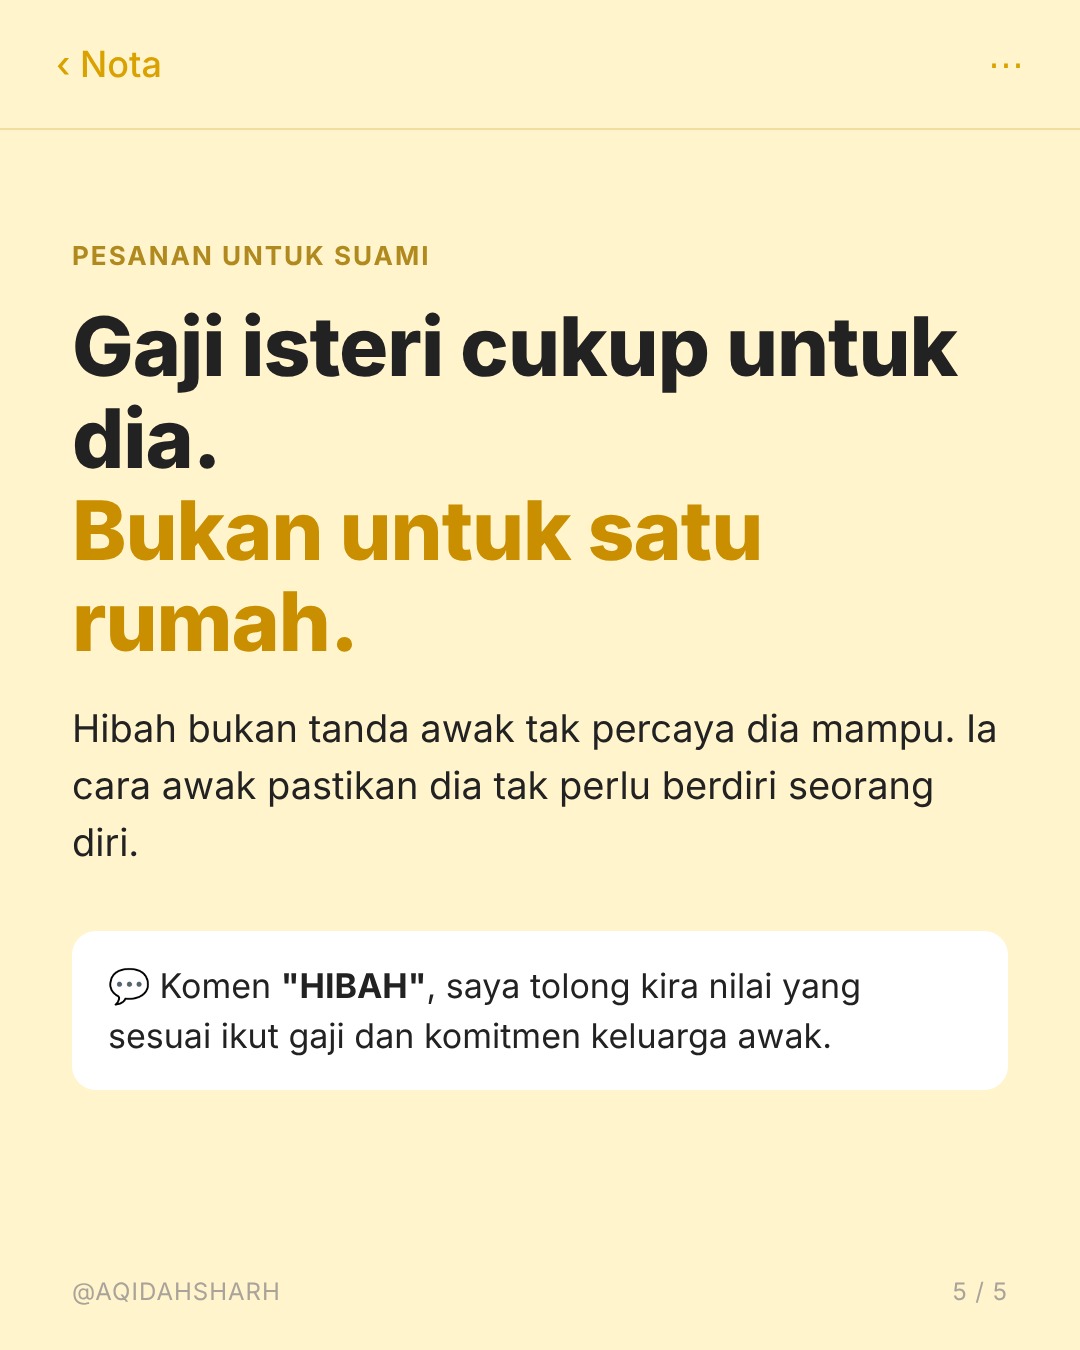 ‹ Nota
...
PESANAN UNTUK SUAMI
Gaji isteri cukup untuk
dia.
Bukan untuk satu
rumah.
Hibah bukan tanda awak tak percaya dia mampu. Ia
cara awak pastikan dia tak perlu berdiri seorang
diri.
💬 Komen "HIBAH", saya tolong kira nilai yang
sesuai ikut gaji dan komitmen keluarga awak.
@AQIDAHSHARH
5 / 5